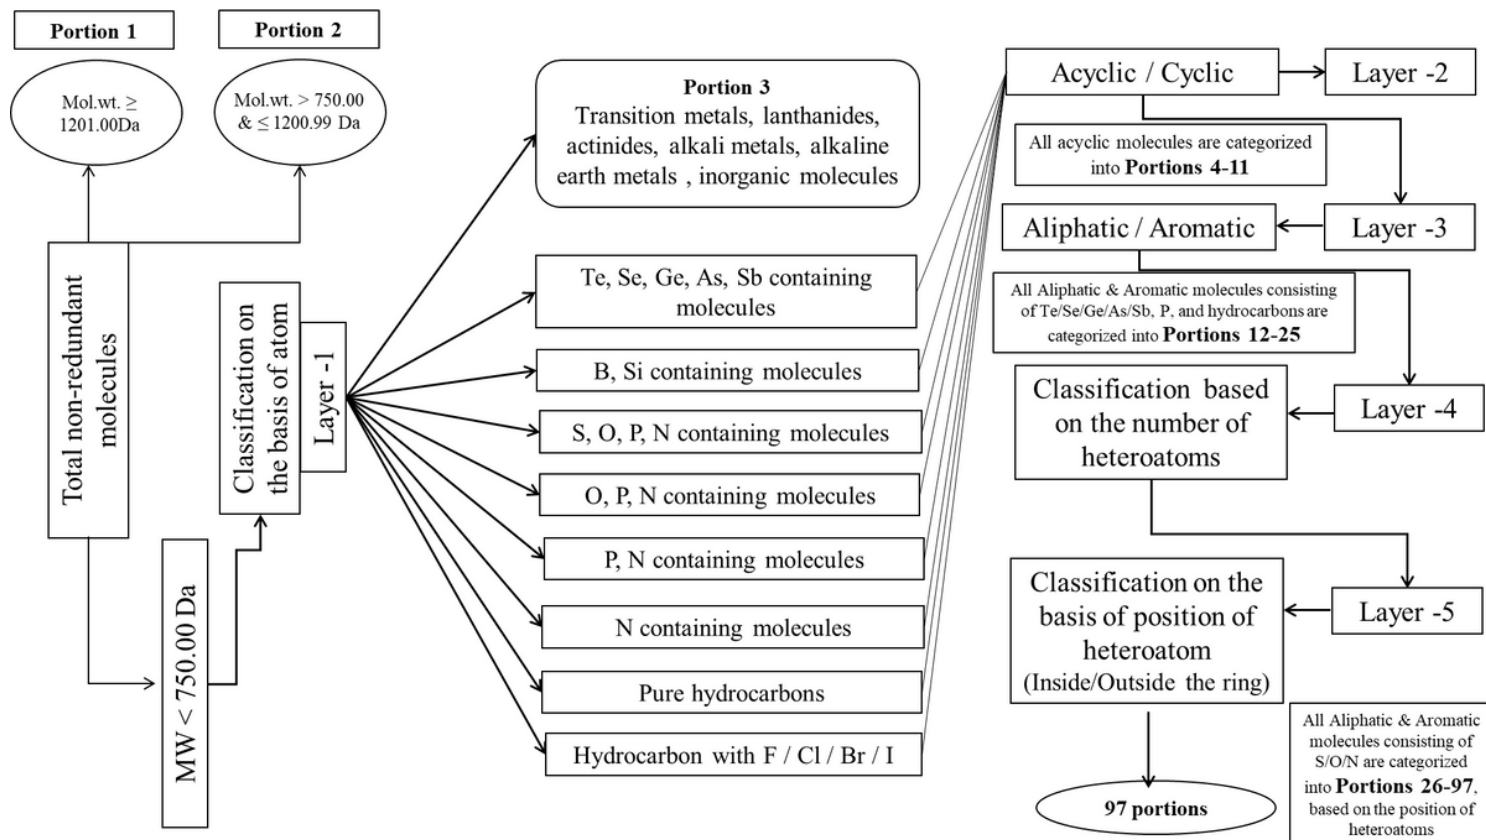 Portion 1
Mol.wt. ≥
1201.00Da
Portion 2
Mol.wt. > 750.00
& ≤ 1200.99 Da
Total non-redundant
molecules
MW < 750.00 Da
Classification on
the basis of atom
Layer -1
Portion 3
Transition metals, lanthanides,
actinides, alkali metals, alkaline
earth metals , inorganic molecules
Te, Se, Ge, As, Sb containing
molecules
B, Si containing molecules
S, O, P, N containing molecules
O, P, N containing molecules
P, N containing molecules
N containing molecules
Pure hydrocarbons
Hydrocarbon with F / Cl / Br / I
Acyclic / Cyclic
Layer -2
All acyclic molecules are categorized
into Portions 4-11
Aliphatic / Aromatic
Layer -3
All Aliphatic & Aromatic molecules consisting
of Te/Se/Ge/As/Sb, P, and hydrocarbons are
categorized into Portions 12-25
Classification based
on the number of
heteroatoms
Layer -4
Classification on the
basis of position of
heteroatom
(Inside/Outside the ring)
Layer -5
97 portions
All Aliphatic & Aromatic
molecules consisting of
S/O/N are categorized
into Portions 26-97,
based on the position of
heteroatoms